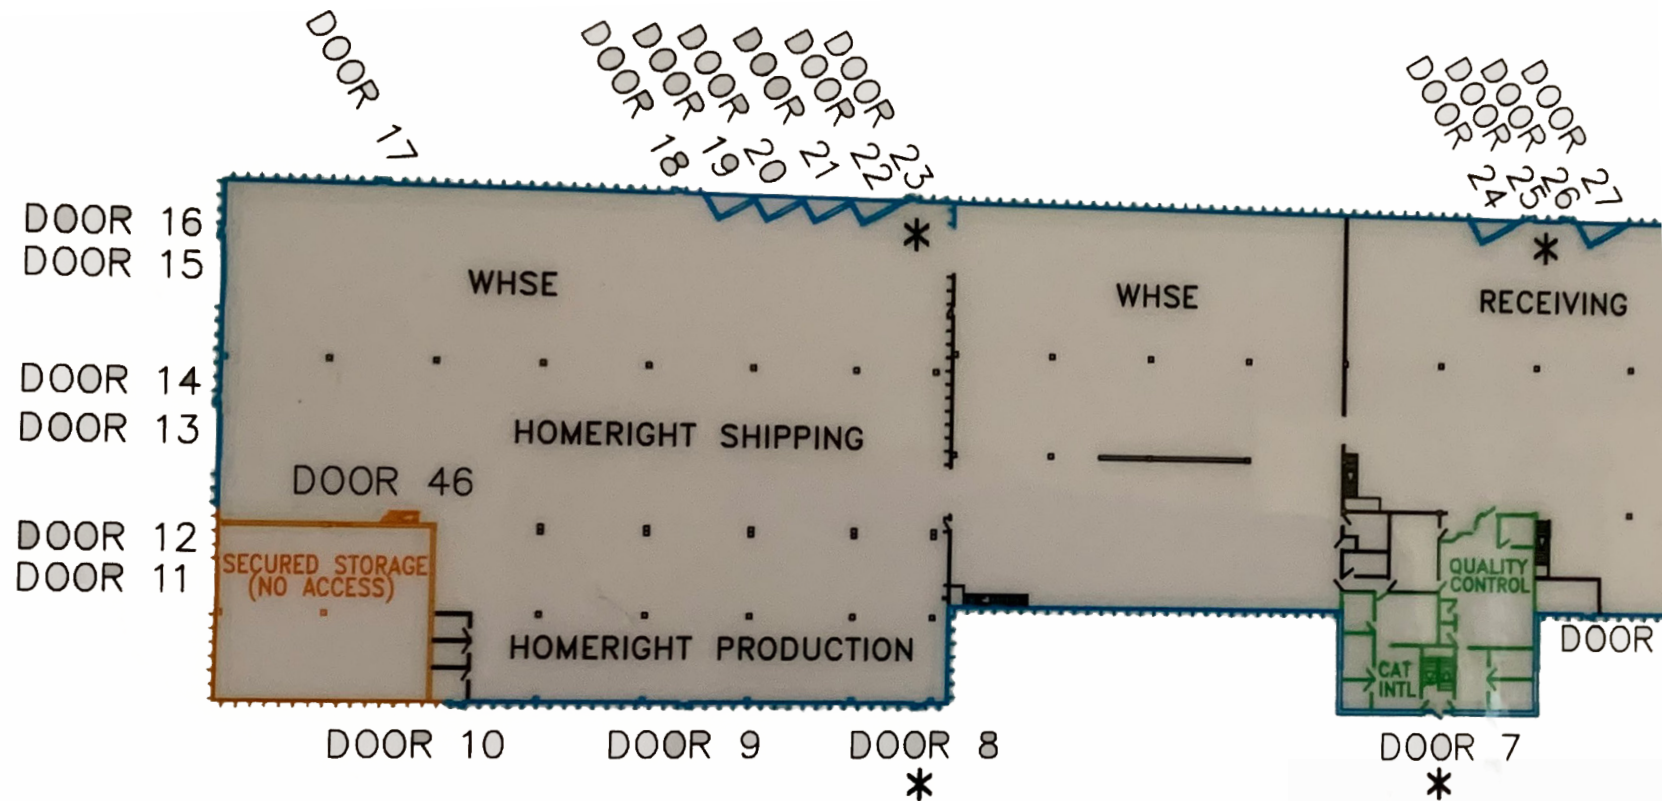 DOOR 17
DOOR 18
DOOR 19
DOOR 20
DOOR 21
DOOR 22
DOOR 23
DOOR 24
DOOR 25
DOOR 26
DOOR 27
DOOR 16
DOOR 15
WHSE
WHSE
RECEIVING
*
*
DOOR 14
DOOR 13
HOMERIGHT SHIPPING
DOOR 46
DOOR 12
DOOR 11
SECURED STORAGE
(NO ACCESS)
QUALITY
CONTROL
HOMERIGHT PRODUCTION
DOOR
CAT
INTL
DOOR 10
DOOR 9
DOOR 8
*
DOOR 7
*